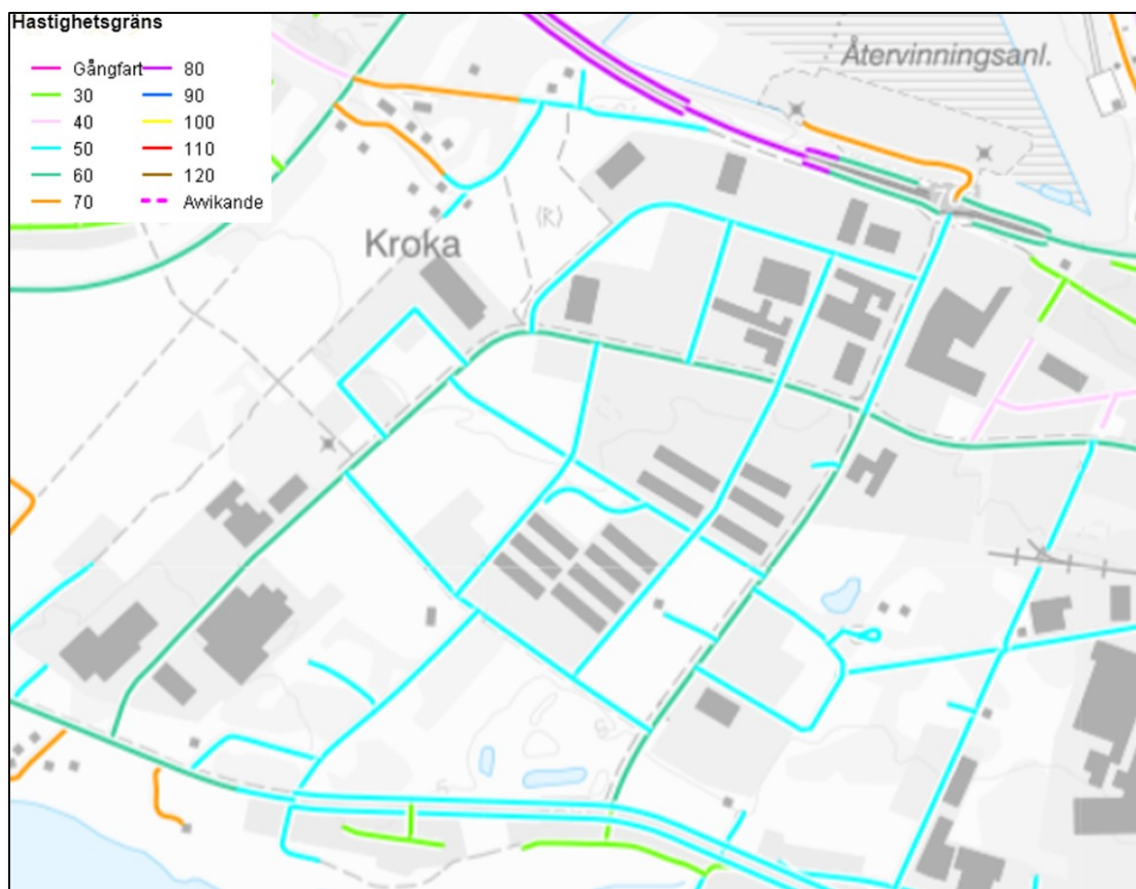 Hastighetsgräns
Gångfart
30
40
50
60
70
80
90
100
110
120
Avvikande
Återvinningsanl.
(R)
Kroka